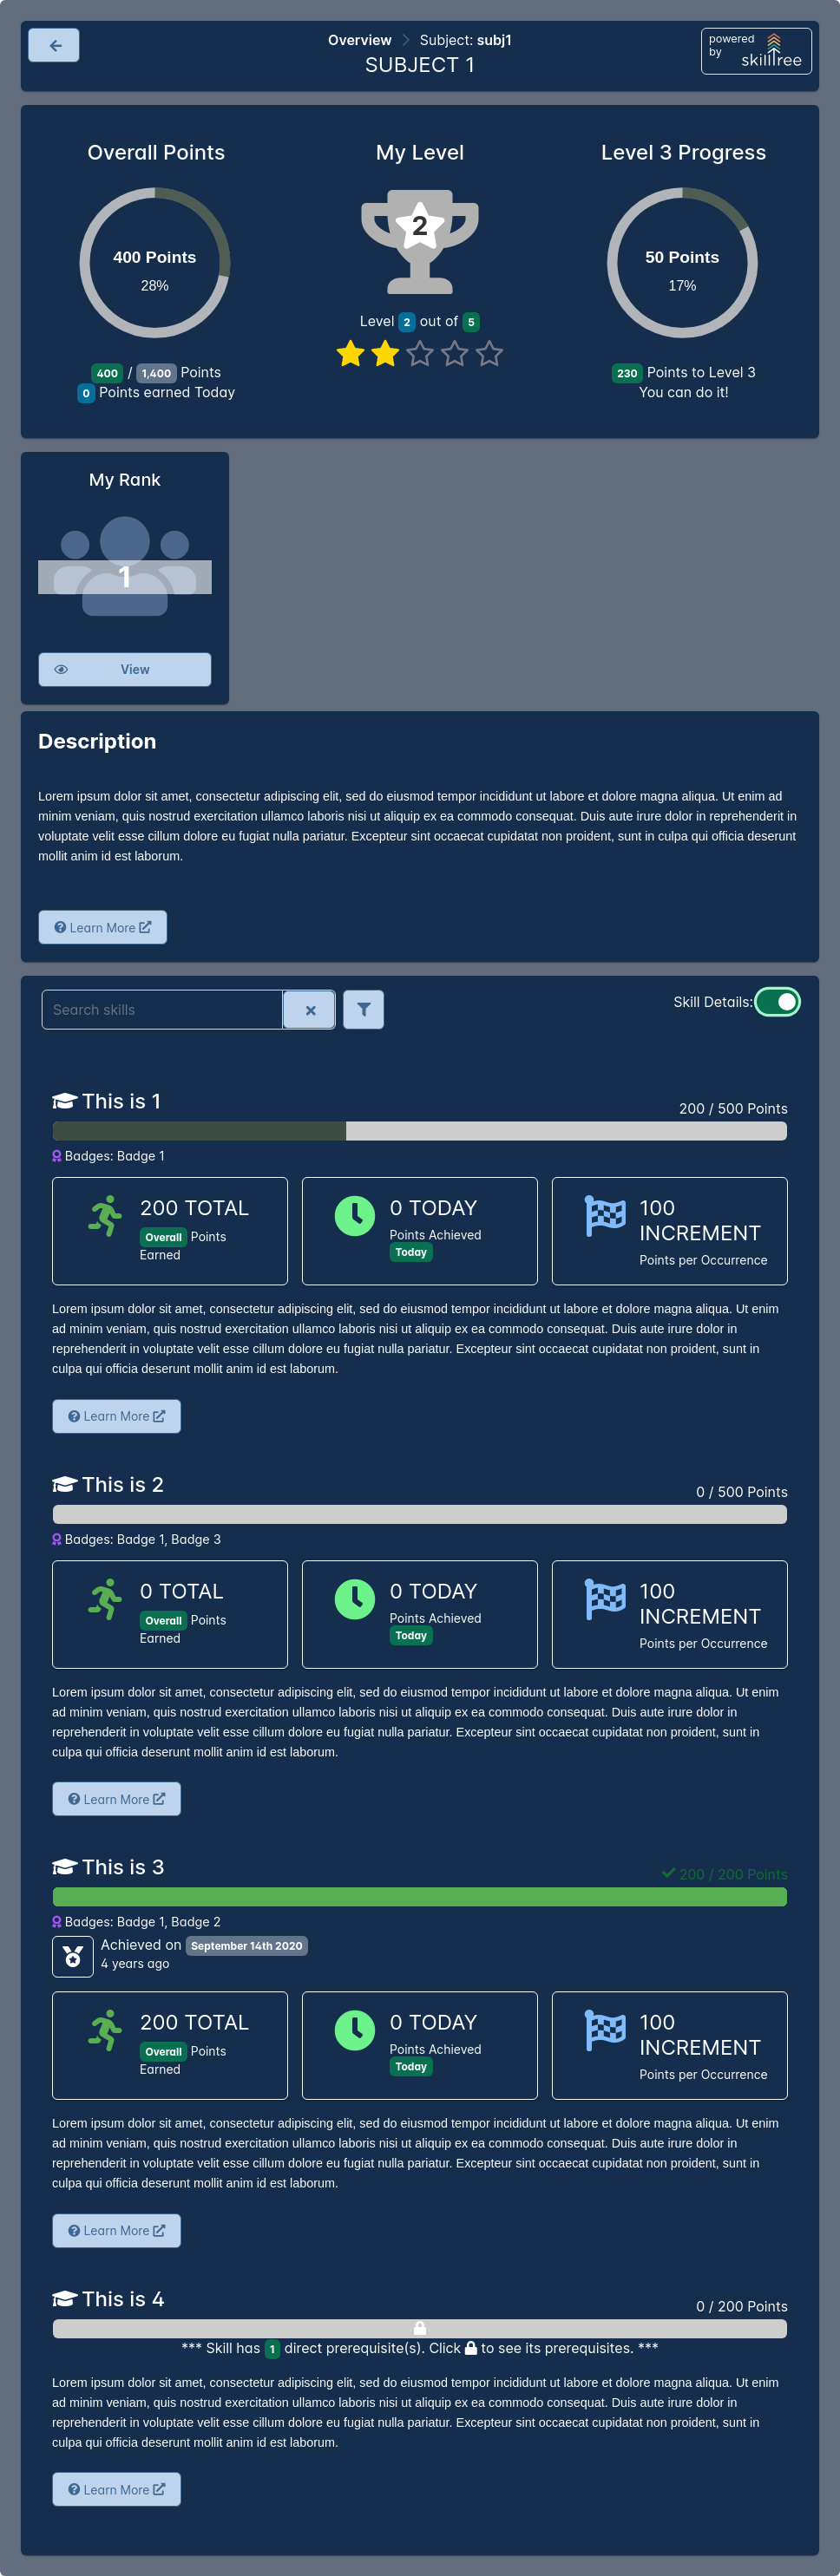 Overview > Subject: subj1
SUBJECT 1
powered
by
skilltree
Overall Points
400 Points
28%
400 / 1,400 Points
0 Points earned Today
My Level
2
Level 2 out of 5
Level 3 Progress
50 Points
17%
230 Points to Level 3
You can do it!
My Rank
1
View
Description
Lorem ipsum dolor sit amet, consectetur adipiscing elit, sed do eiusmod tempor incididunt ut labore et dolore magna aliqua. Ut enim ad
minim veniam, quis nostrud exercitation ullamco laboris nisi ut aliquip ex ea commodo consequat. Duis aute irure dolor in reprehenderit in
voluptate velit esse cillum dolore eu fugiat nulla pariatur. Excepteur sint occaecat cupidatat non proident, sunt in culpa qui officia deserunt
mollit anim id est laborum.
Learn More
Search skills
Skill Details:
This is 1
200 / 500 Points
Badges: Badge 1
200 TOTAL
Overall Points
Earned
0 TODAY
Points Achieved
Today
100
INCREMENT
Points per Occurrence
Lorem ipsum dolor sit amet, consectetur adipiscing elit, sed do eiusmod tempor incididunt ut labore et dolore magna aliqua. Ut enim
ad minim veniam, quis nostrud exercitation ullamco laboris nisi ut aliquip ex ea commodo consequat. Duis aute irure dolor in
reprehenderit in voluptate velit esse cillum dolore eu fugiat nulla pariatur. Excepteur sint occaecat cupidatat non proident, sunt in
culpa qui officia deserunt mollit anim id est laborum.
Learn More
This is 2
0 / 500 Points
Badges: Badge 1, Badge 3
0 TOTAL
Overall Points
Earned
0 TODAY
Points Achieved
Today
100
INCREMENT
Points per Occurrence
Lorem ipsum dolor sit amet, consectetur adipiscing elit, sed do eiusmod tempor incididunt ut labore et dolore magna aliqua. Ut enim
ad minim veniam, quis nostrud exercitation ullamco laboris nisi ut aliquip ex ea commodo consequat. Duis aute irure dolor in
reprehenderit in voluptate velit esse cillum dolore eu fugiat nulla pariatur. Excepteur sint occaecat cupidatat non proident, sunt in
culpa qui officia deserunt mollit anim id est laborum.
Learn More
This is 3
200 / 200 Points
Badges: Badge 1, Badge 2
Achieved on September 14th 2020
4 years ago
200 TOTAL
Overall Points
Earned
0 TODAY
Points Achieved
Today
100
INCREMENT
Points per Occurrence
Lorem ipsum dolor sit amet, consectetur adipiscing elit, sed do eiusmod tempor incididunt ut labore et dolore magna aliqua. Ut enim
ad minim veniam, quis nostrud exercitation ullamco laboris nisi ut aliquip ex ea commodo consequat. Duis aute irure dolor in
reprehenderit in voluptate velit esse cillum dolore eu fugiat nulla pariatur. Excepteur sint occaecat cupidatat non proident, sunt in
culpa qui officia deserunt mollit anim id est laborum.
Learn More
This is 4
0 / 200 Points
*** Skill has 1 direct prerequisite(s). Click to see its prerequisites. ***
Lorem ipsum dolor sit amet, consectetur adipiscing elit, sed do eiusmod tempor incididunt ut labore et dolore magna aliqua. Ut enim
ad minim veniam, quis nostrud exercitation ullamco laboris nisi ut aliquip ex ea commodo consequat. Duis aute irure dolor in
reprehenderit in voluptate velit esse cillum dolore eu fugiat nulla pariatur. Excepteur sint occaecat cupidatat non proident, sunt in
culpa qui officia deserunt mollit anim id est laborum.
Learn More